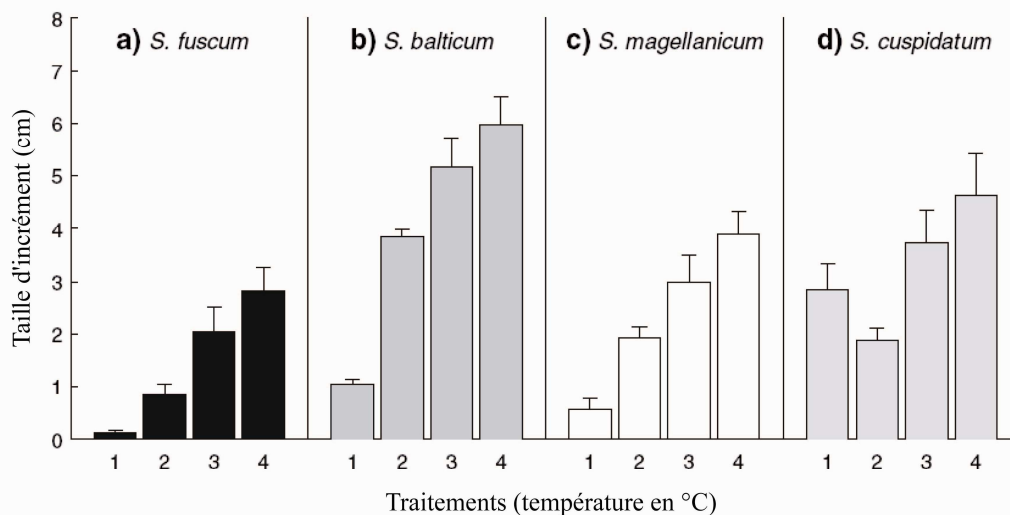 8
7
6
5
4
3
2
1
0
Taille d'incrément (cm)
a) S. fuscum
b) S. balticum
c) S. magellanicum
d) S. cuspidatum
1 2 3 4 1 2 3 4 1 2 3 4 1 2 3 4
Traitements (température en °C)